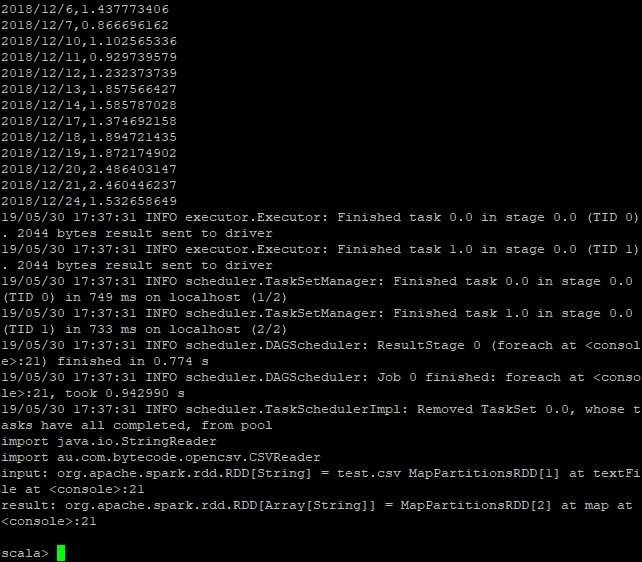 2018/12/6,1.437773406
2018/12/7,0.866696162
2018/12/10,1.102565336
2018/12/11,0.929739579
2018/12/12,1.232373739
2018/12/13,1.857566427
2018/12/14,1.585787028
2018/12/17,1.374692158
2018/12/18,1.894721435
2018/12/19,1.872174902
2018/12/20,2.486403147
2018/12/21,2.460446237
2018/12/24,1.532658649
19/05/30 17:37:31 INFO executor.Executor: Finished task 0.0 in stage 0.0 (TID 0)
. 2044 bytes result sent to driver
19/05/30 17:37:31 INFO executor.Executor: Finished task 1.0 in stage 0.0 (TID 1)
. 2044 bytes result sent to driver
19/05/30 17:37:31 INFO scheduler.TaskSetManager: Finished task 0.0 in stage 0.0
(TID 0) in 749 ms on localhost (1/2)
19/05/30 17:37:31 INFO scheduler.TaskSetManager: Finished task 1.0 in stage 0.0
(TID 1) in 733 ms on localhost (2/2)
19/05/30 17:37:31 INFO scheduler.DAGScheduler: ResultStage 0 (foreach at <consol
e>:21) finished in 0.774 s
19/05/30 17:37:31 INFO scheduler.DAGScheduler: Job 0 finished: foreach at <conso
le>:21, took 0.942990 s
19/05/30 17:37:31 INFO scheduler.TaskSchedulerImpl: Removed TaskSet 0.0, whose t
asks have all completed, from pool
import java.io.StringReader
import au.com.bytecode.opencsv.CSVReader
input: org.apache.spark.rdd.RDD[String] = test.csv MapPartitionsRDD[1] at textFi
le at <console>:21
result: org.apache.spark.rdd.RDD[Array[String]] = MapPartitionsRDD[2] at map at
<console>:21
scala>